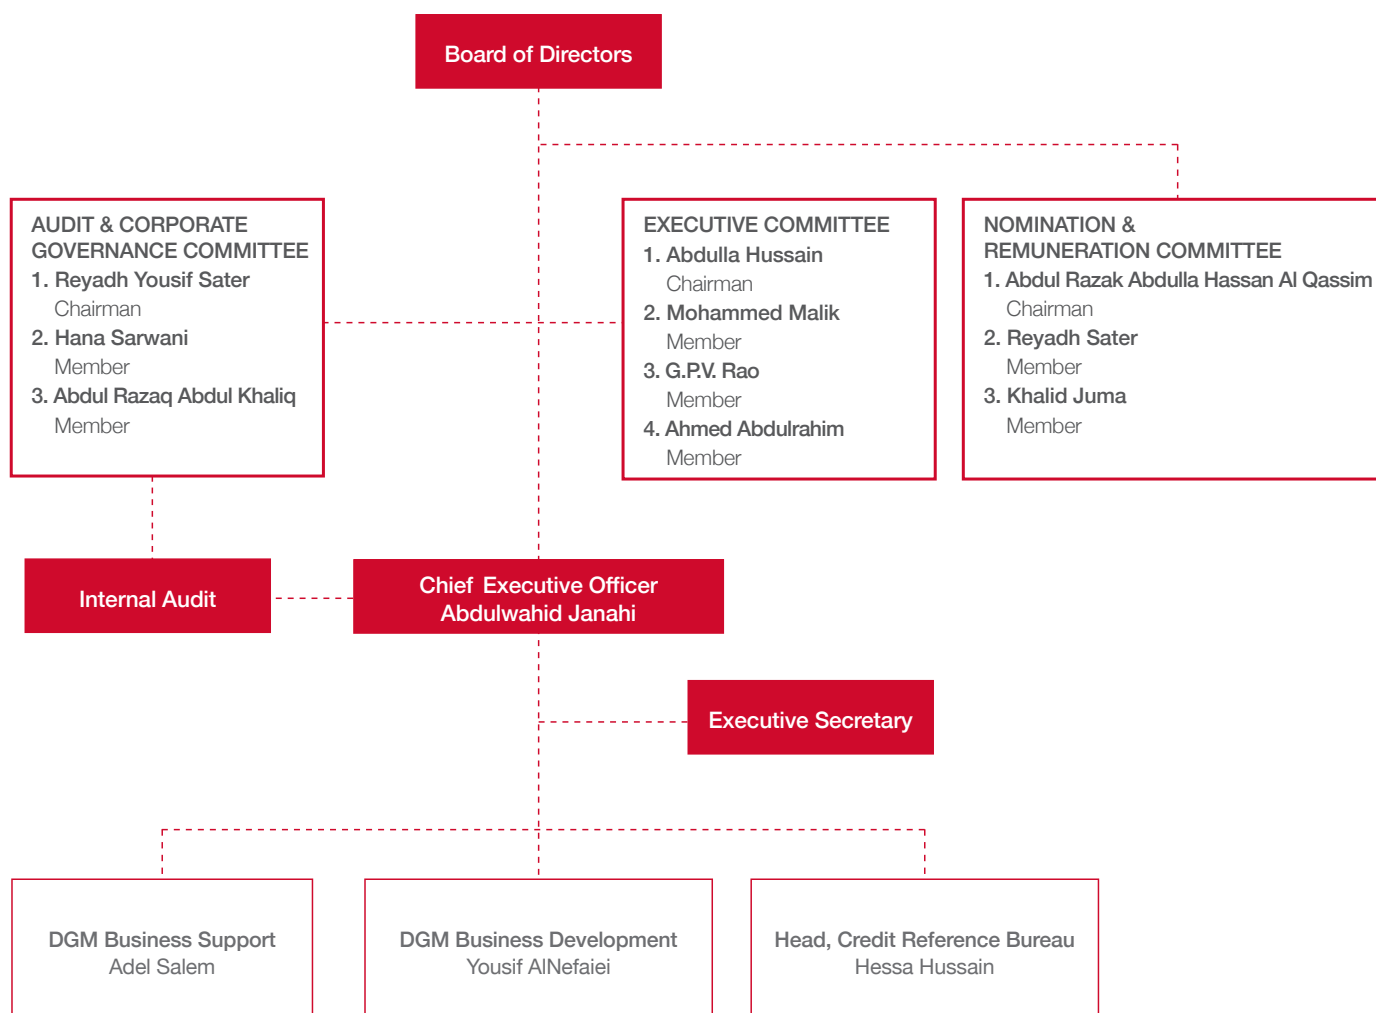 Board of Directors
AUDIT & CORPORATE
GOVERNANCE COMMITTEE
1. Reyadh Yousif Sater
Chairman
2. Hana Sarwani
Member
3. Abdul Razaq Abdul Khaliq
Member
EXECUTIVE COMMITTEE
1. Abdulla Hussain
Chairman
2. Mohammed Malik
Member
3. G.P.V. Rao
Member
4. Ahmed Abdulrahim
Member
NOMINATION &
REMUNERATION COMMITTEE
1. Abdul Razak Abdulla Hassan Al Qassim
Chairman
2. Reyadh Sater
Member
3. Khalid Juma
Member
Internal Audit
Chief Executive Officer
Abdulwahid Janahi
Executive Secretary
DGM Business Support
Adel Salem
DGM Business Development
Yousif AlNefaiei
Head, Credit Reference Bureau
Hessa Hussain